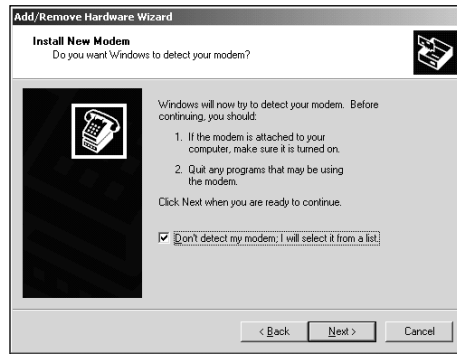 Add/Remove Hardware Wizard
Install New Modem
Do you want Windows to detect your modem?
Windows will now try to detect your modem. Before
continuing, you should:
1. If the modem is attached to your
computer, make sure it is turned on.
2. Quit any programs that may be using
the modem.
Click Next when you are ready to continue.
Don't detect my modem; I will select it from a list.
< Back Next > Cancel